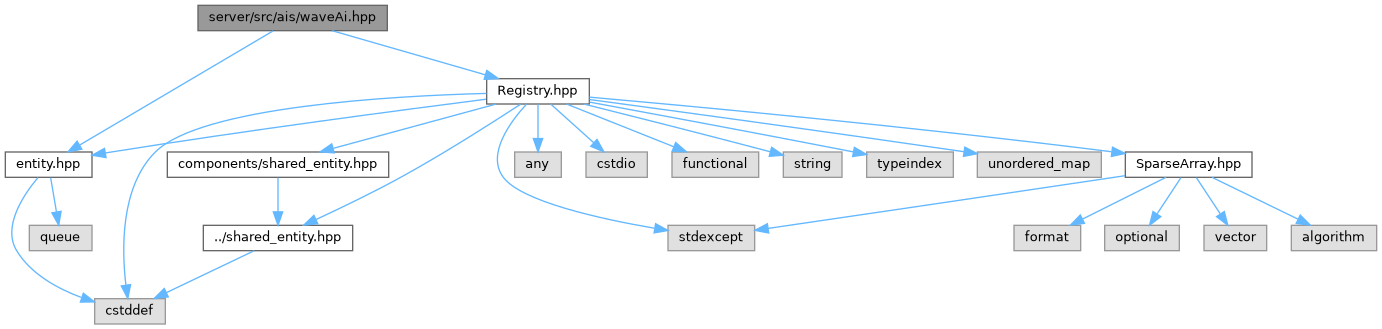 server/src/ais/waveAi.hpp
Registry.hpp
entity.hpp
components/shared_entity.hpp
any
cstdio
functional
string
typeindex
unordered_map
SparseArray.hpp
queue
../shared_entity.hpp
stdexcept
format
optional
vector
algorithm
cstddef